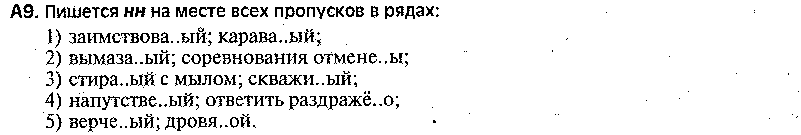 А9. Пишется нн на месте всех пропусков в рядах:
1) заимствова..ый; карава..ый;
2) вымаза..ый; соревнования отмене..ы;
3) стира..ый с мылом; скважи..ый;
4) напутстве..ый; ответить раздражё..о;
5) верче..ый; дровя..ой.